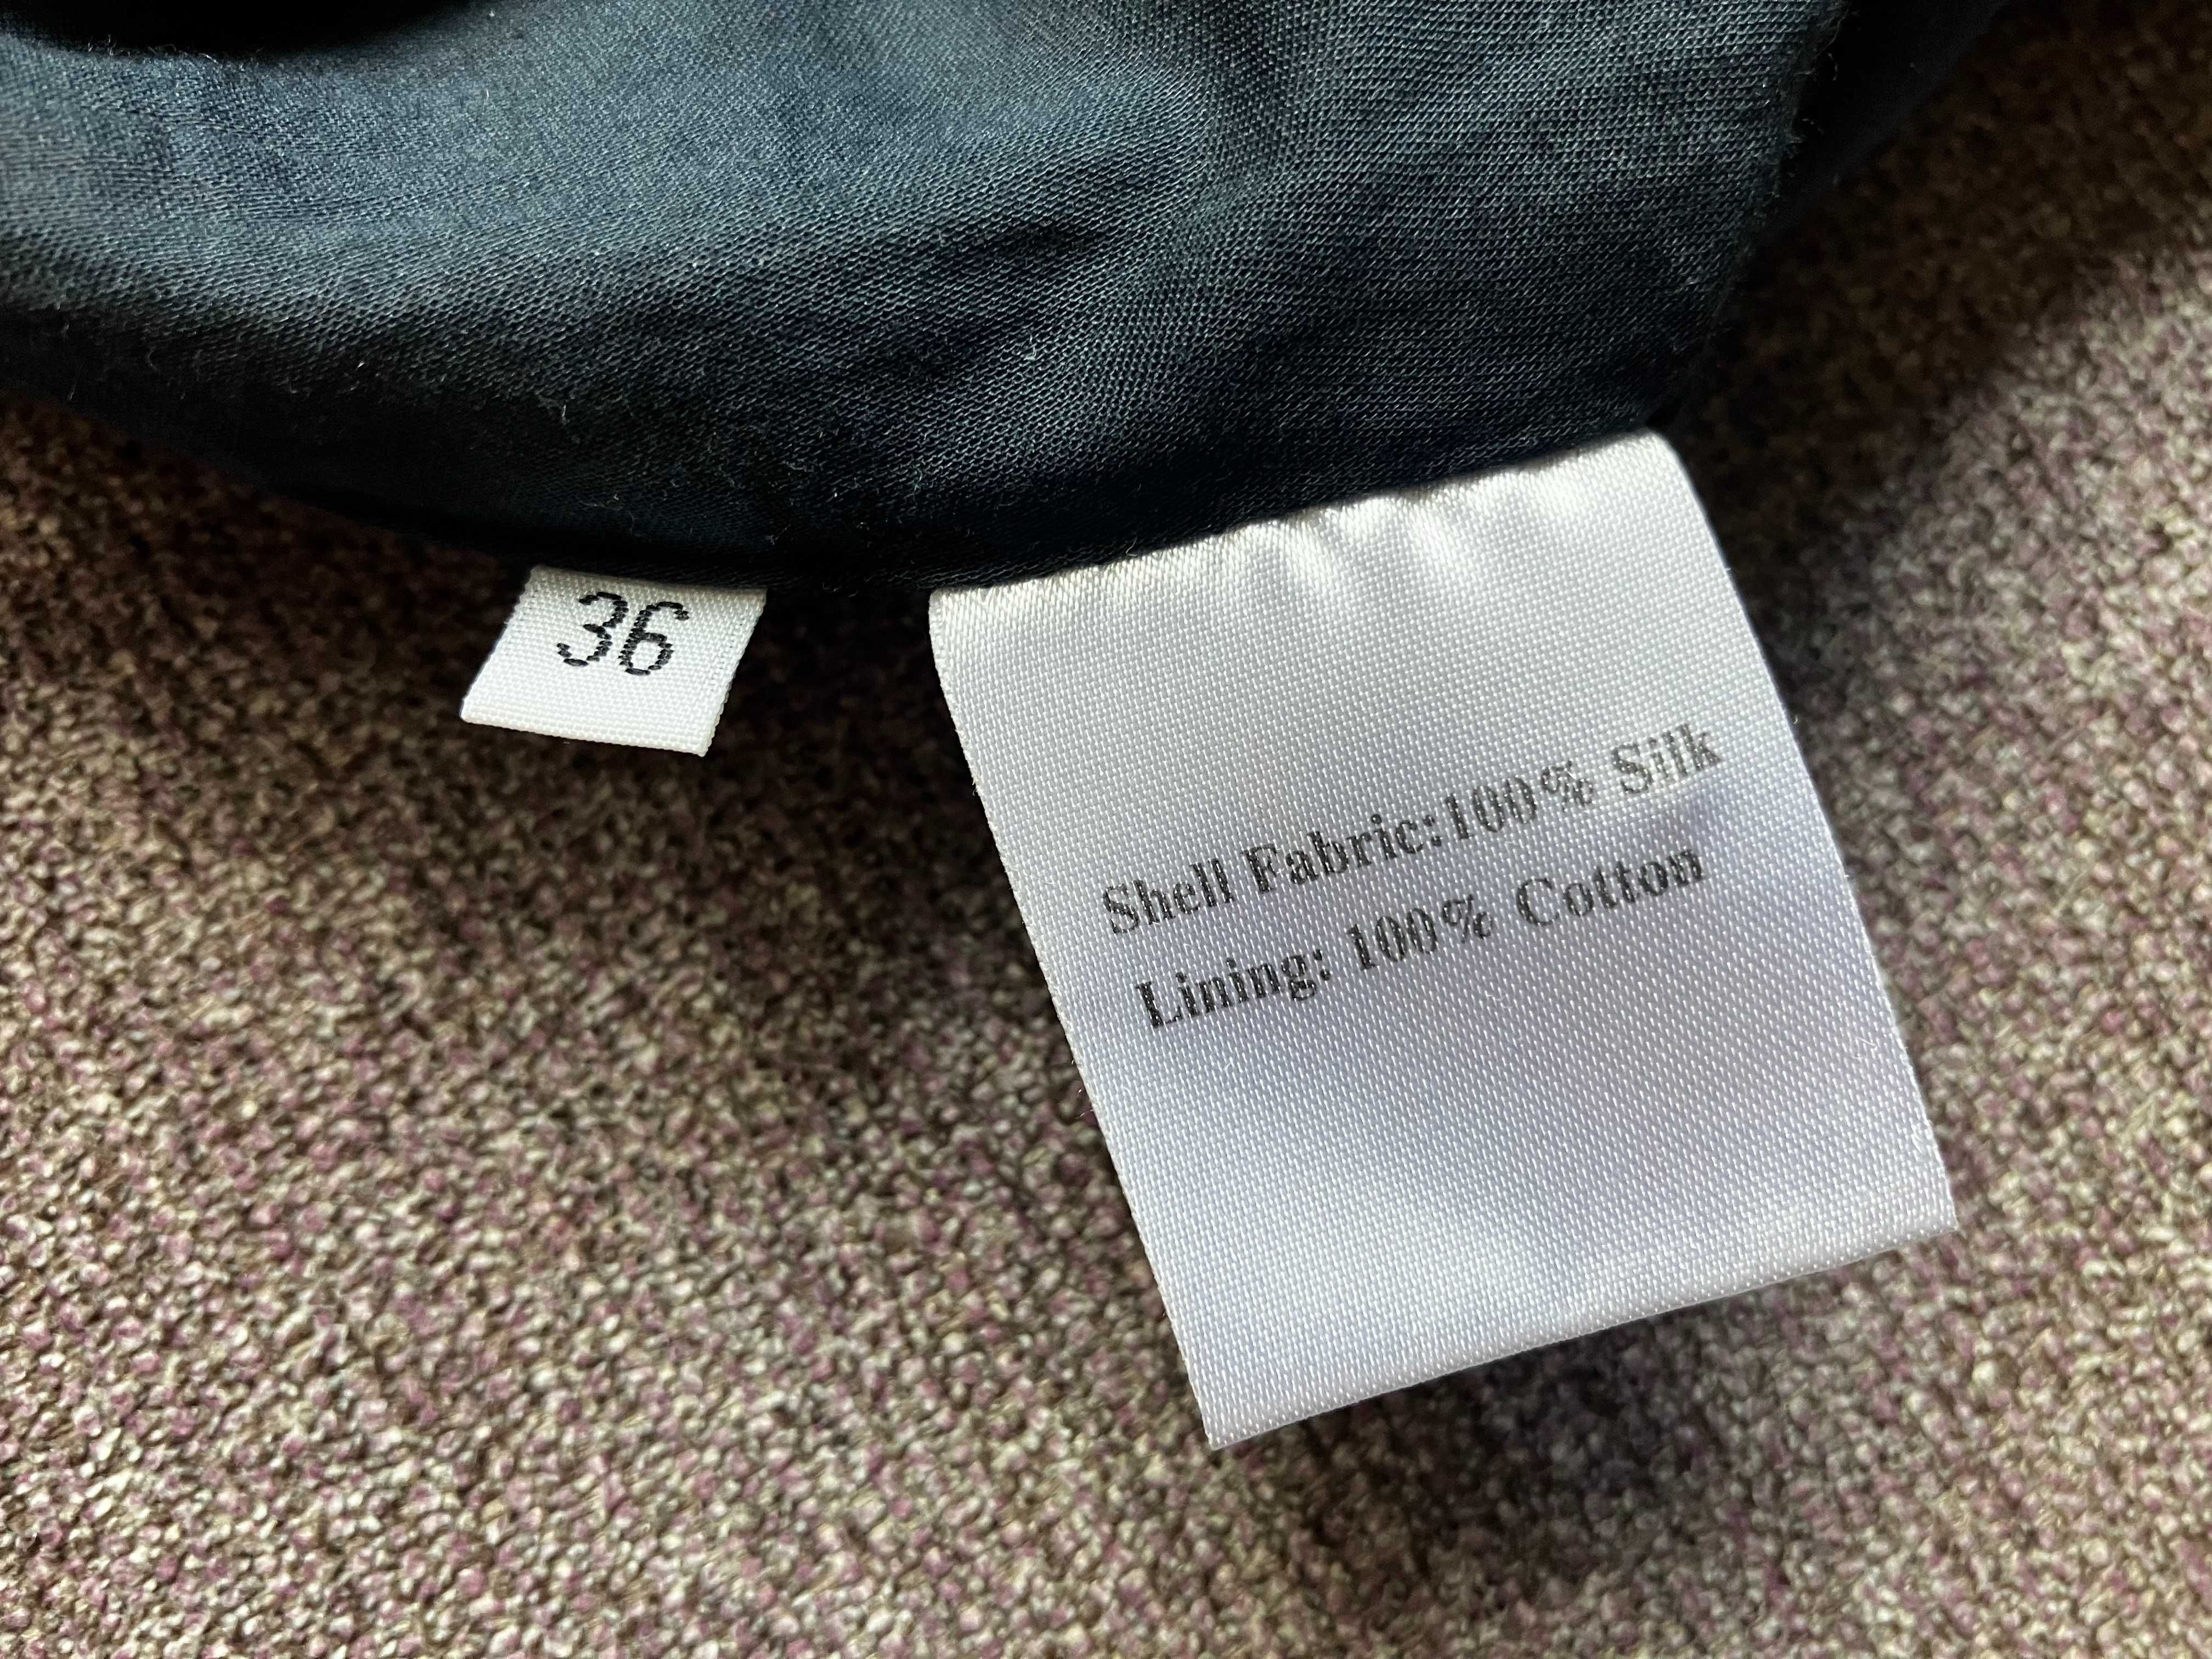 36
Shell Fabric:100% Silk
Lining: 100% Cotton